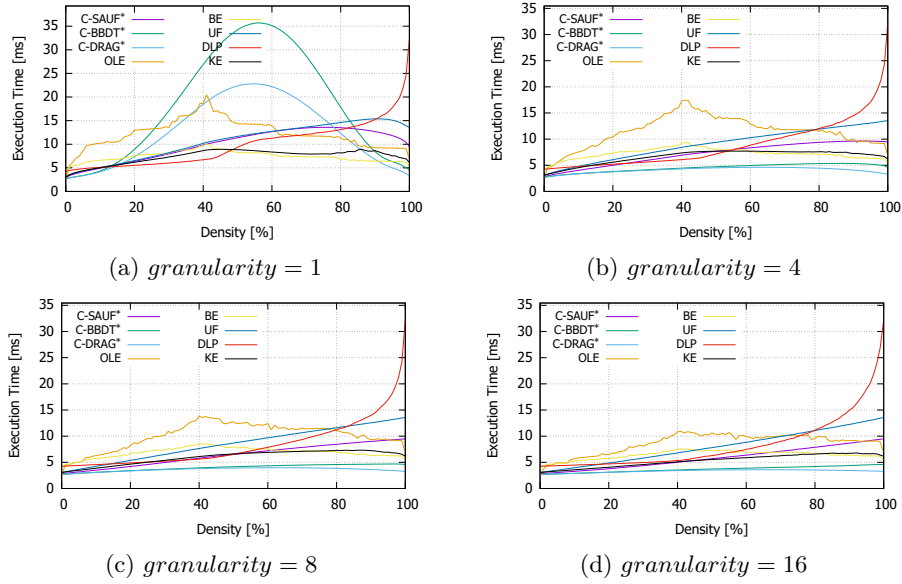 35
30
25
20
15
10
5
0
Execution Time [ms]
C-SAUF*
C-BBDT*
C-DRAG*
OLE
BE
UF
DLP
KE
0 20 40 60 80 100
Density [%]
(a) granularity = 1
35
30
25
20
15
10
5
0
Execution Time [ms]
C-SAUF*
C-BBDT*
C-DRAG*
OLE
BE
UF
DLP
KE
0 20 40 60 80 100
Density [%]
(b) granularity = 4
35
30
25
20
15
10
5
0
Execution Time [ms]
C-SAUF*
C-BBDT*
C-DRAG*
OLE
BE
UF
DLP
KE
0 20 40 60 80 100
Density [%]
(c) granularity = 8
35
30
25
20
15
10
5
0
Execution Time [ms]
C-SAUF*
C-BBDT*
C-DRAG*
OLE
BE
UF
DLP
KE
0 20 40 60 80 100
Density [%]
(d) granularity = 16